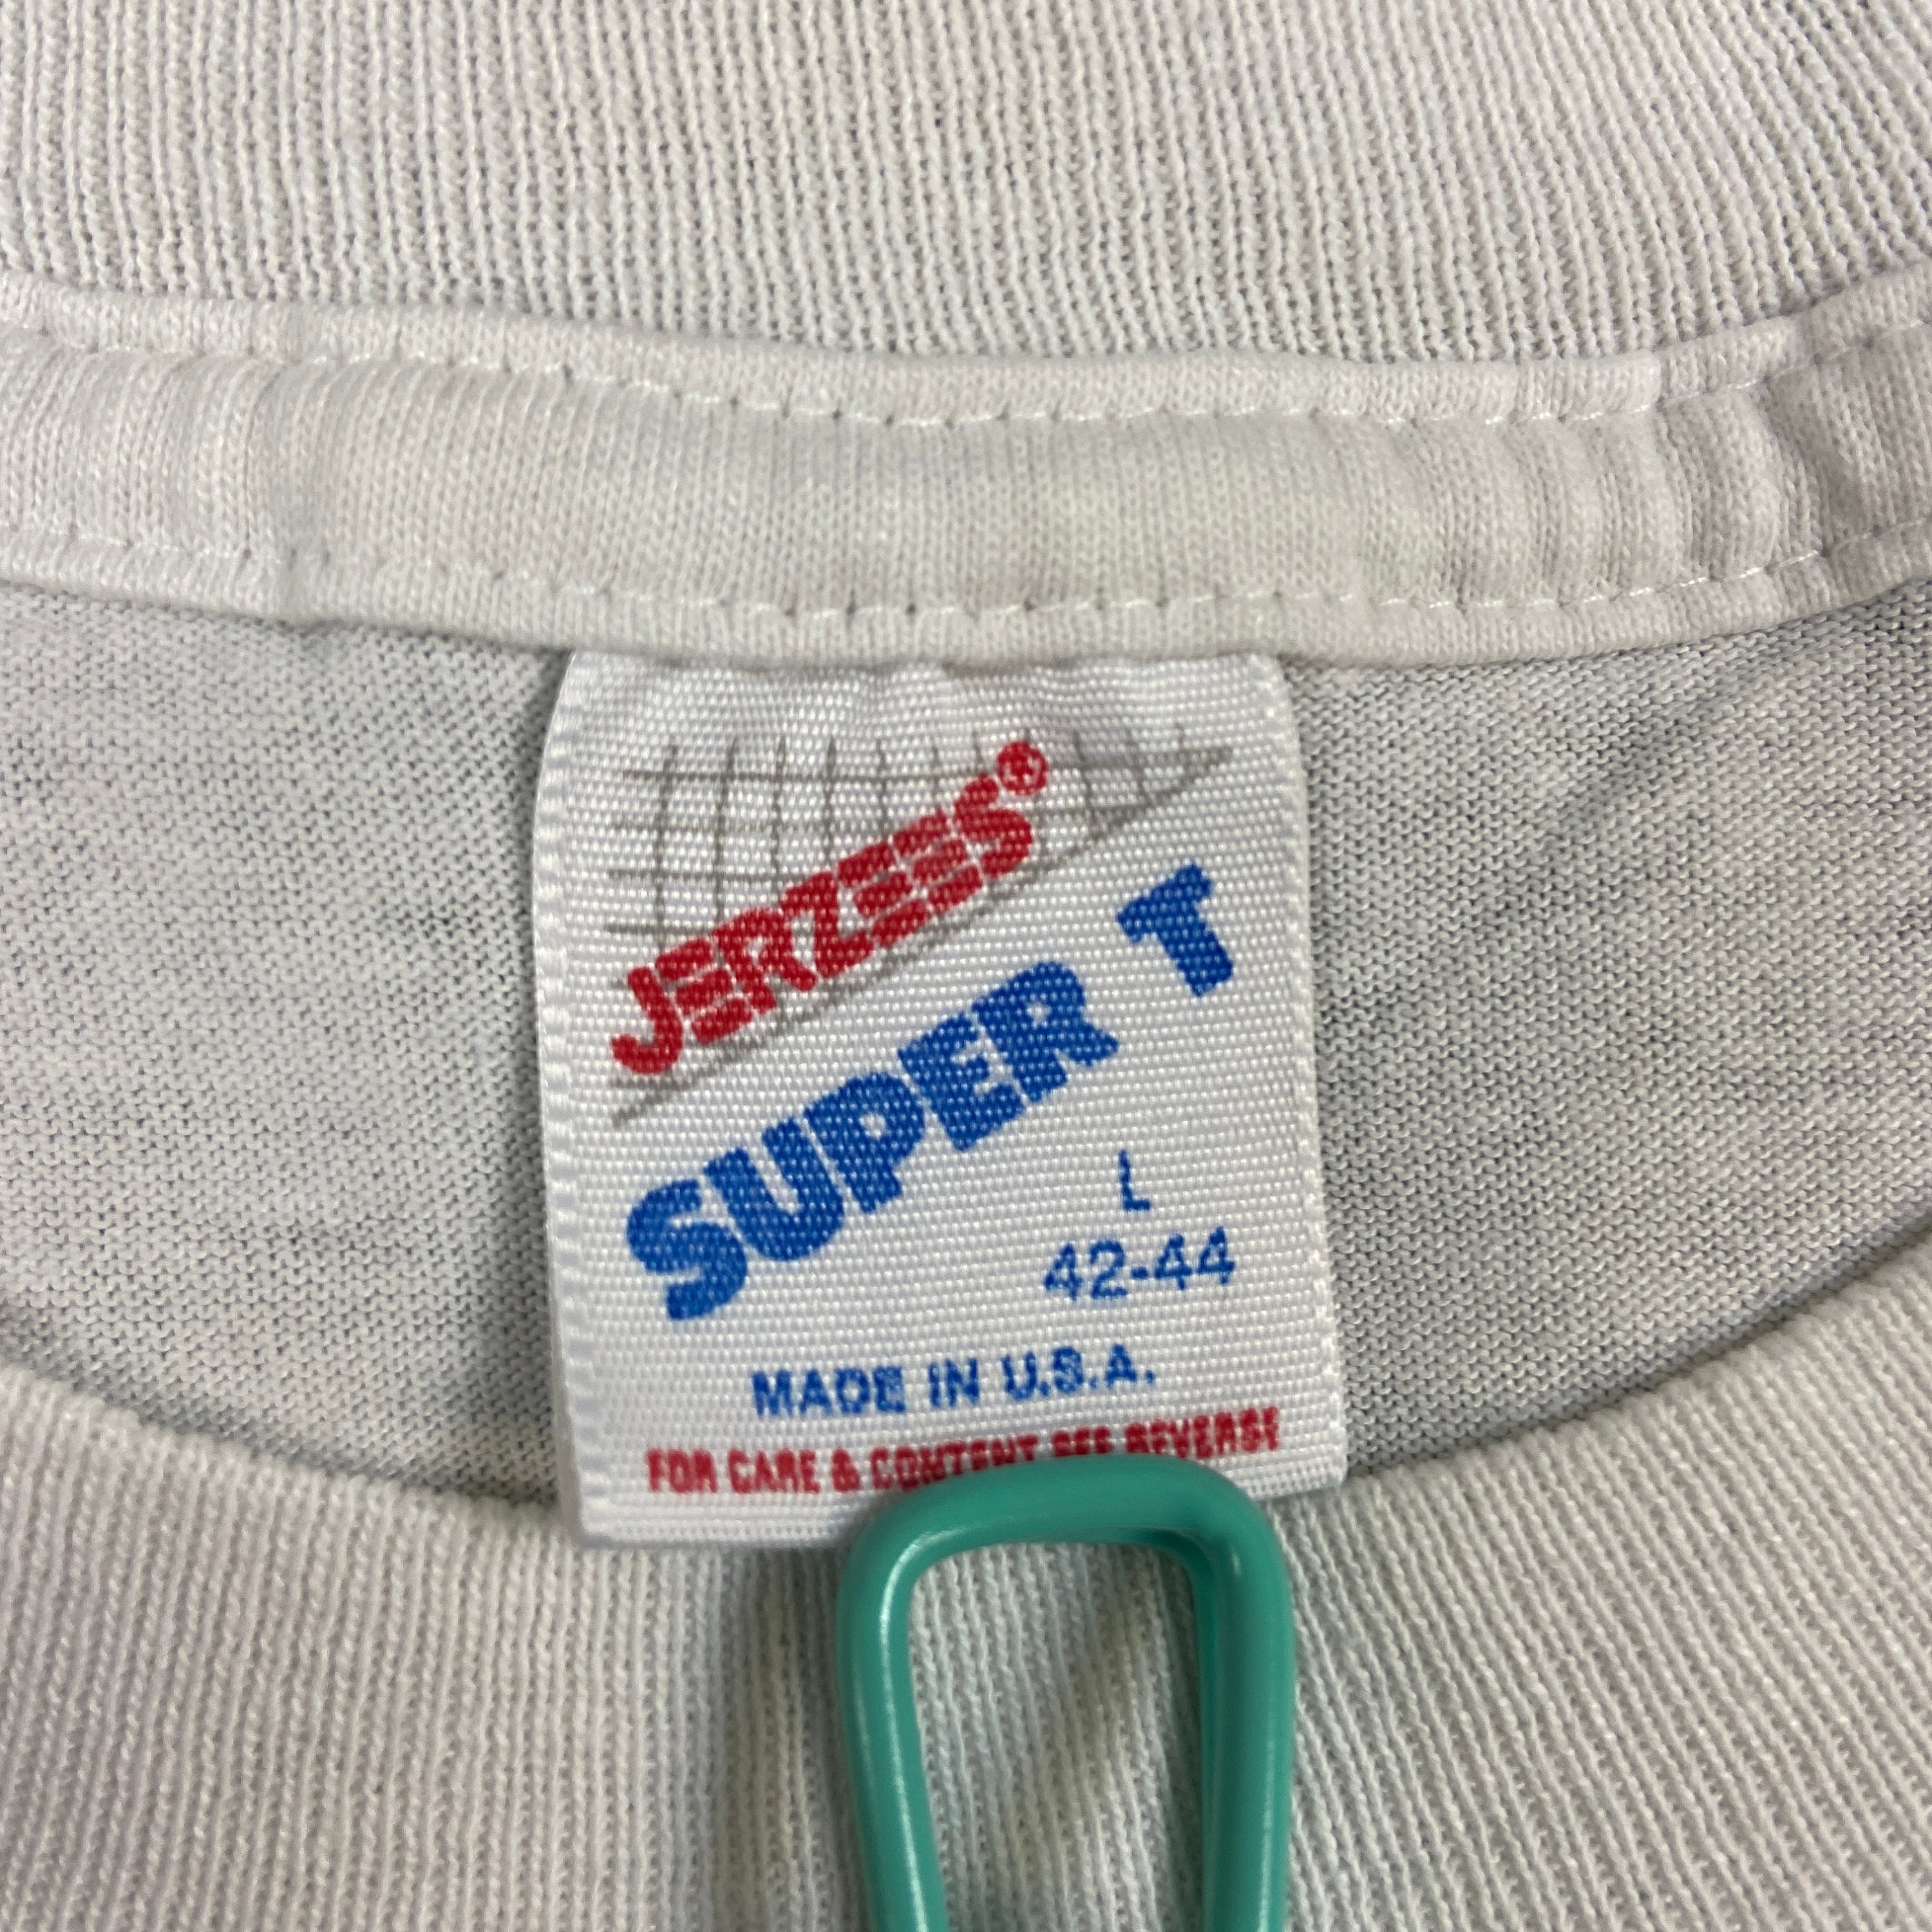 JERZEES®
SUPER T
L
42-44
MADE IN U.S.A.
FOR CARE & CONTENT SEE REVERSE